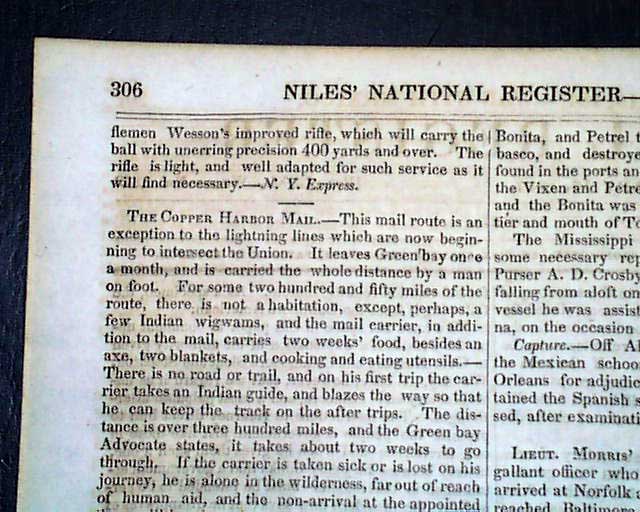 306
NILES' NATIONAL REGISTER—
flemen Wesson's improved rifle, which will carry the
ball with unerring precision 400 yards and over. The
rifle is light, and well adapted for such service as it
will find necessary.—N. Y. Express.
THE COPPER HARBOR MAIL.—This mail route is an
exception to the lightning lines which are now begin-
ning to intersect the Union. It leaves Green bay once
a month, and is carried the whole distance by a man
on foot. For some two hundred and fifty miles of the
route, there is not a habitation, except, perhaps, a
few Indian wigwams, and the mail carrier, in addi-
tion to the mail, carries two weeks' food, besides an
axe, two blankets, and cooking and eating utensils.—
There is no road or trail, and on his first trip the car-
rier takes an Indian guide, and blazes the way so that
he can keep the track on the after trips. The dis-
tance is over three hundred miles, and the Green bay
Advocate states, it takes about two weeks to go
through. If the carrier is taken sick or is lost on his
journey, he is alone in the wilderness, far out of reach
of human aid, and the non-arrival at the appointed
Bonita, and Petrel t
basco, and destroye
found in the ports an
the Vixen and Petre
and the Bonita was
tier and mouth of T
The Mississippi
some necessary rep
Purser A. D. Crosby
falling from aloft on
vessel he was assist
na, on the occasion
Capture.—Off Al
the Mexican schoo
Orleans for adjudic
tained the Spanish s
sed, after examinati
LIEUT. MORRIS'
gallant officer who
arrived at Norfolk a
reached Baltimore